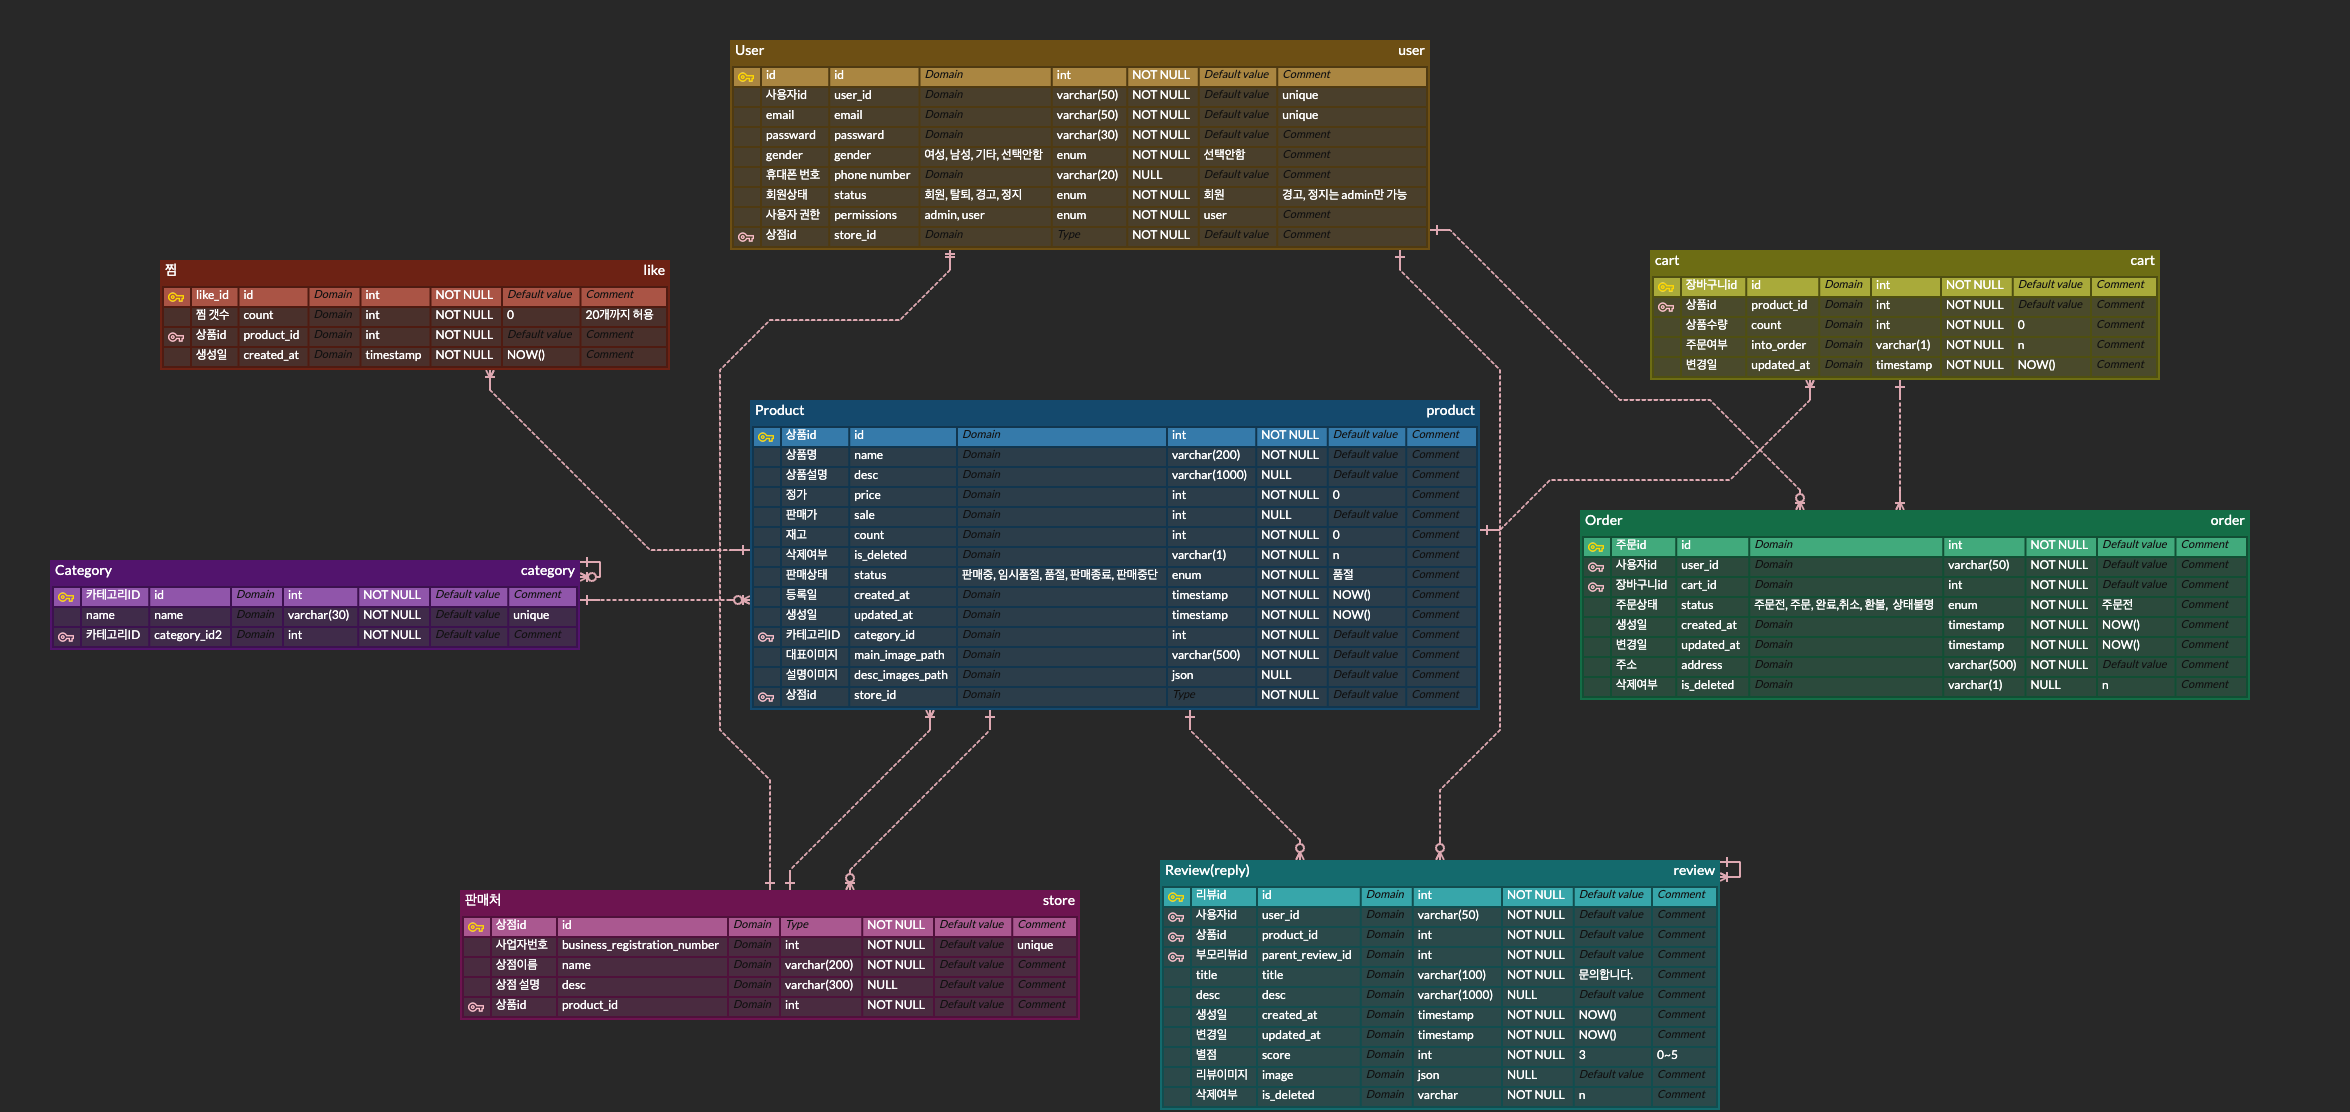 User user
id id Domain int NOT NULL Default value Comment
사용자id user_id Domain varchar(50) NOT NULL Default value unique
email email Domain varchar(50) NOT NULL Default value unique
passward passward Domain varchar(30) NOT NULL Default value Comment
gender gender 여성, 남성, 기타, 선택안함 enum NOT NULL 선택안함 Comment
휴대폰 번호 phone number Domain varchar(20) NULL Default value Comment
회원상태 status 회원, 탈퇴, 경고, 정지 enum NOT NULL 회원 경고, 정지는 admin만 가능
사용자 권한 permissions admin, user enum NOT NULL user Comment
상점id store_id Domain Type NOT NULL Default value Comment
찜 like
like_id id Domain int NOT NULL Default value Comment
찜 갯수 count Domain int NOT NULL 0 20개까지 허용
상품id product_id Domain int NOT NULL Default value Comment
생성일 created_at Domain timestamp NOT NULL NOW() Comment
cart cart
장바구니id id Domain int NOT NULL Default value Comment
상품id product_id Domain int NOT NULL Default value Comment
상품수량 count Domain int NOT NULL 0 Comment
주문여부 into_order Domain varchar(1) NOT NULL n Comment
변경일 updated_at Domain timestamp NOT NULL NOW() Comment
Product product
상품id id Domain int NOT NULL Default value Comment
상품명 name Domain varchar(200) NOT NULL Default value Comment
상품설명 desc Domain varchar(1000) NULL Default value Comment
정가 price Domain int NOT NULL 0 Comment
판매가 sale Domain int NULL Default value Comment
재고 count Domain int NOT NULL 0 Comment
삭제여부 is_deleted Domain varchar(1) NOT NULL n Comment
판매상태 status 판매중, 임시품절, 품절, 판매종료, 판매중단 enum NOT NULL 품절 Comment
등록일 created_at Domain timestamp NOT NULL NOW() Comment
생성일 updated_at Domain timestamp NOT NULL NOW() Comment
카테고리ID category_id Domain int NOT NULL Default value Comment
대표이미지 main_image_path Domain varchar(500) NOT NULL Default value Comment
설명이미지 desc_images_path Domain json NULL Default value Comment
상점id store_id Domain Type NOT NULL Default value Comment
Category category
카테고리ID id Domain int NOT NULL Default value Comment
name name Domain varchar(30) NOT NULL Default value unique
카테고리ID category_id2 Domain int NOT NULL Default value Comment
Order order
주문id id Domain int NOT NULL Default value Comment
사용자id user_id Domain varchar(50) NOT NULL Default value Comment
장바구니id cart_id Domain int NOT NULL Default value Comment
주문상태 status 주문전, 주문, 완료,취소, 환불, 상태불명 enum NOT NULL 주문전 Comment
생성일 created_at Domain timestamp NOT NULL NOW() Comment
변경일 updated_at Domain timestamp NOT NULL NOW() Comment
주소 address Domain varchar(500) NOT NULL Default value Comment
삭제여부 is_deleted Domain varchar(1) NULL n Comment
판매처 store
상점id id Domain Type NOT NULL Default value Comment
사업자번호 business_registration_number Domain int NOT NULL Default value unique
상점이름 name Domain varchar(200) NOT NULL Default value Comment
상점 설명 desc Domain varchar(300) NULL Default value Comment
상품id product_id Domain int NOT NULL Default value Comment
Review(reply) review
리뷰id id Domain int NOT NULL Default value Comment
사용자id user_id Domain varchar(50) NOT NULL Default value Comment
상품id product_id Domain int NOT NULL Default value Comment
부모리뷰id parent_review_id Domain int NOT NULL Default value Comment
title title Domain varchar(100) NOT NULL 문의합니다. Comment
desc desc Domain varchar(1000) NULL Default value Comment
생성일 created_at Domain timestamp NOT NULL NOW() Comment
변경일 updated_at Domain timestamp NOT NULL NOW() Comment
별점 score Domain int NOT NULL 3 0~5
리뷰이미지 image Domain json NULL Default value Comment
삭제여부 is_deleted Domain varchar NOT NULL n Comment